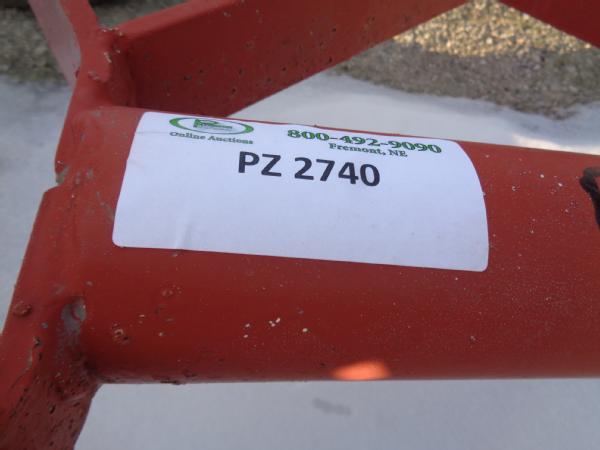 800-492-9090
Online Auctions
Fremont, NE
PZ 2740